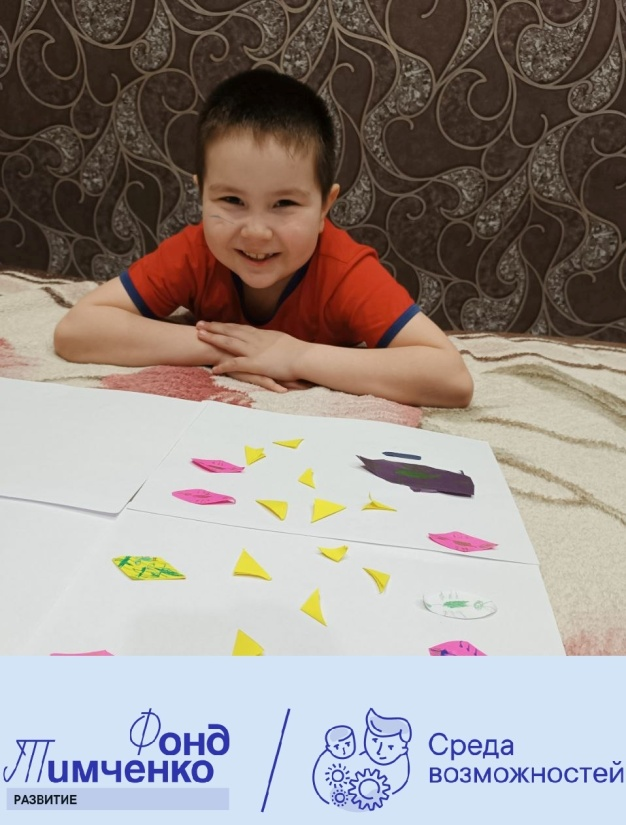 Фонд
Тимченко
РАЗВИТИЕ
Среда
возможностей